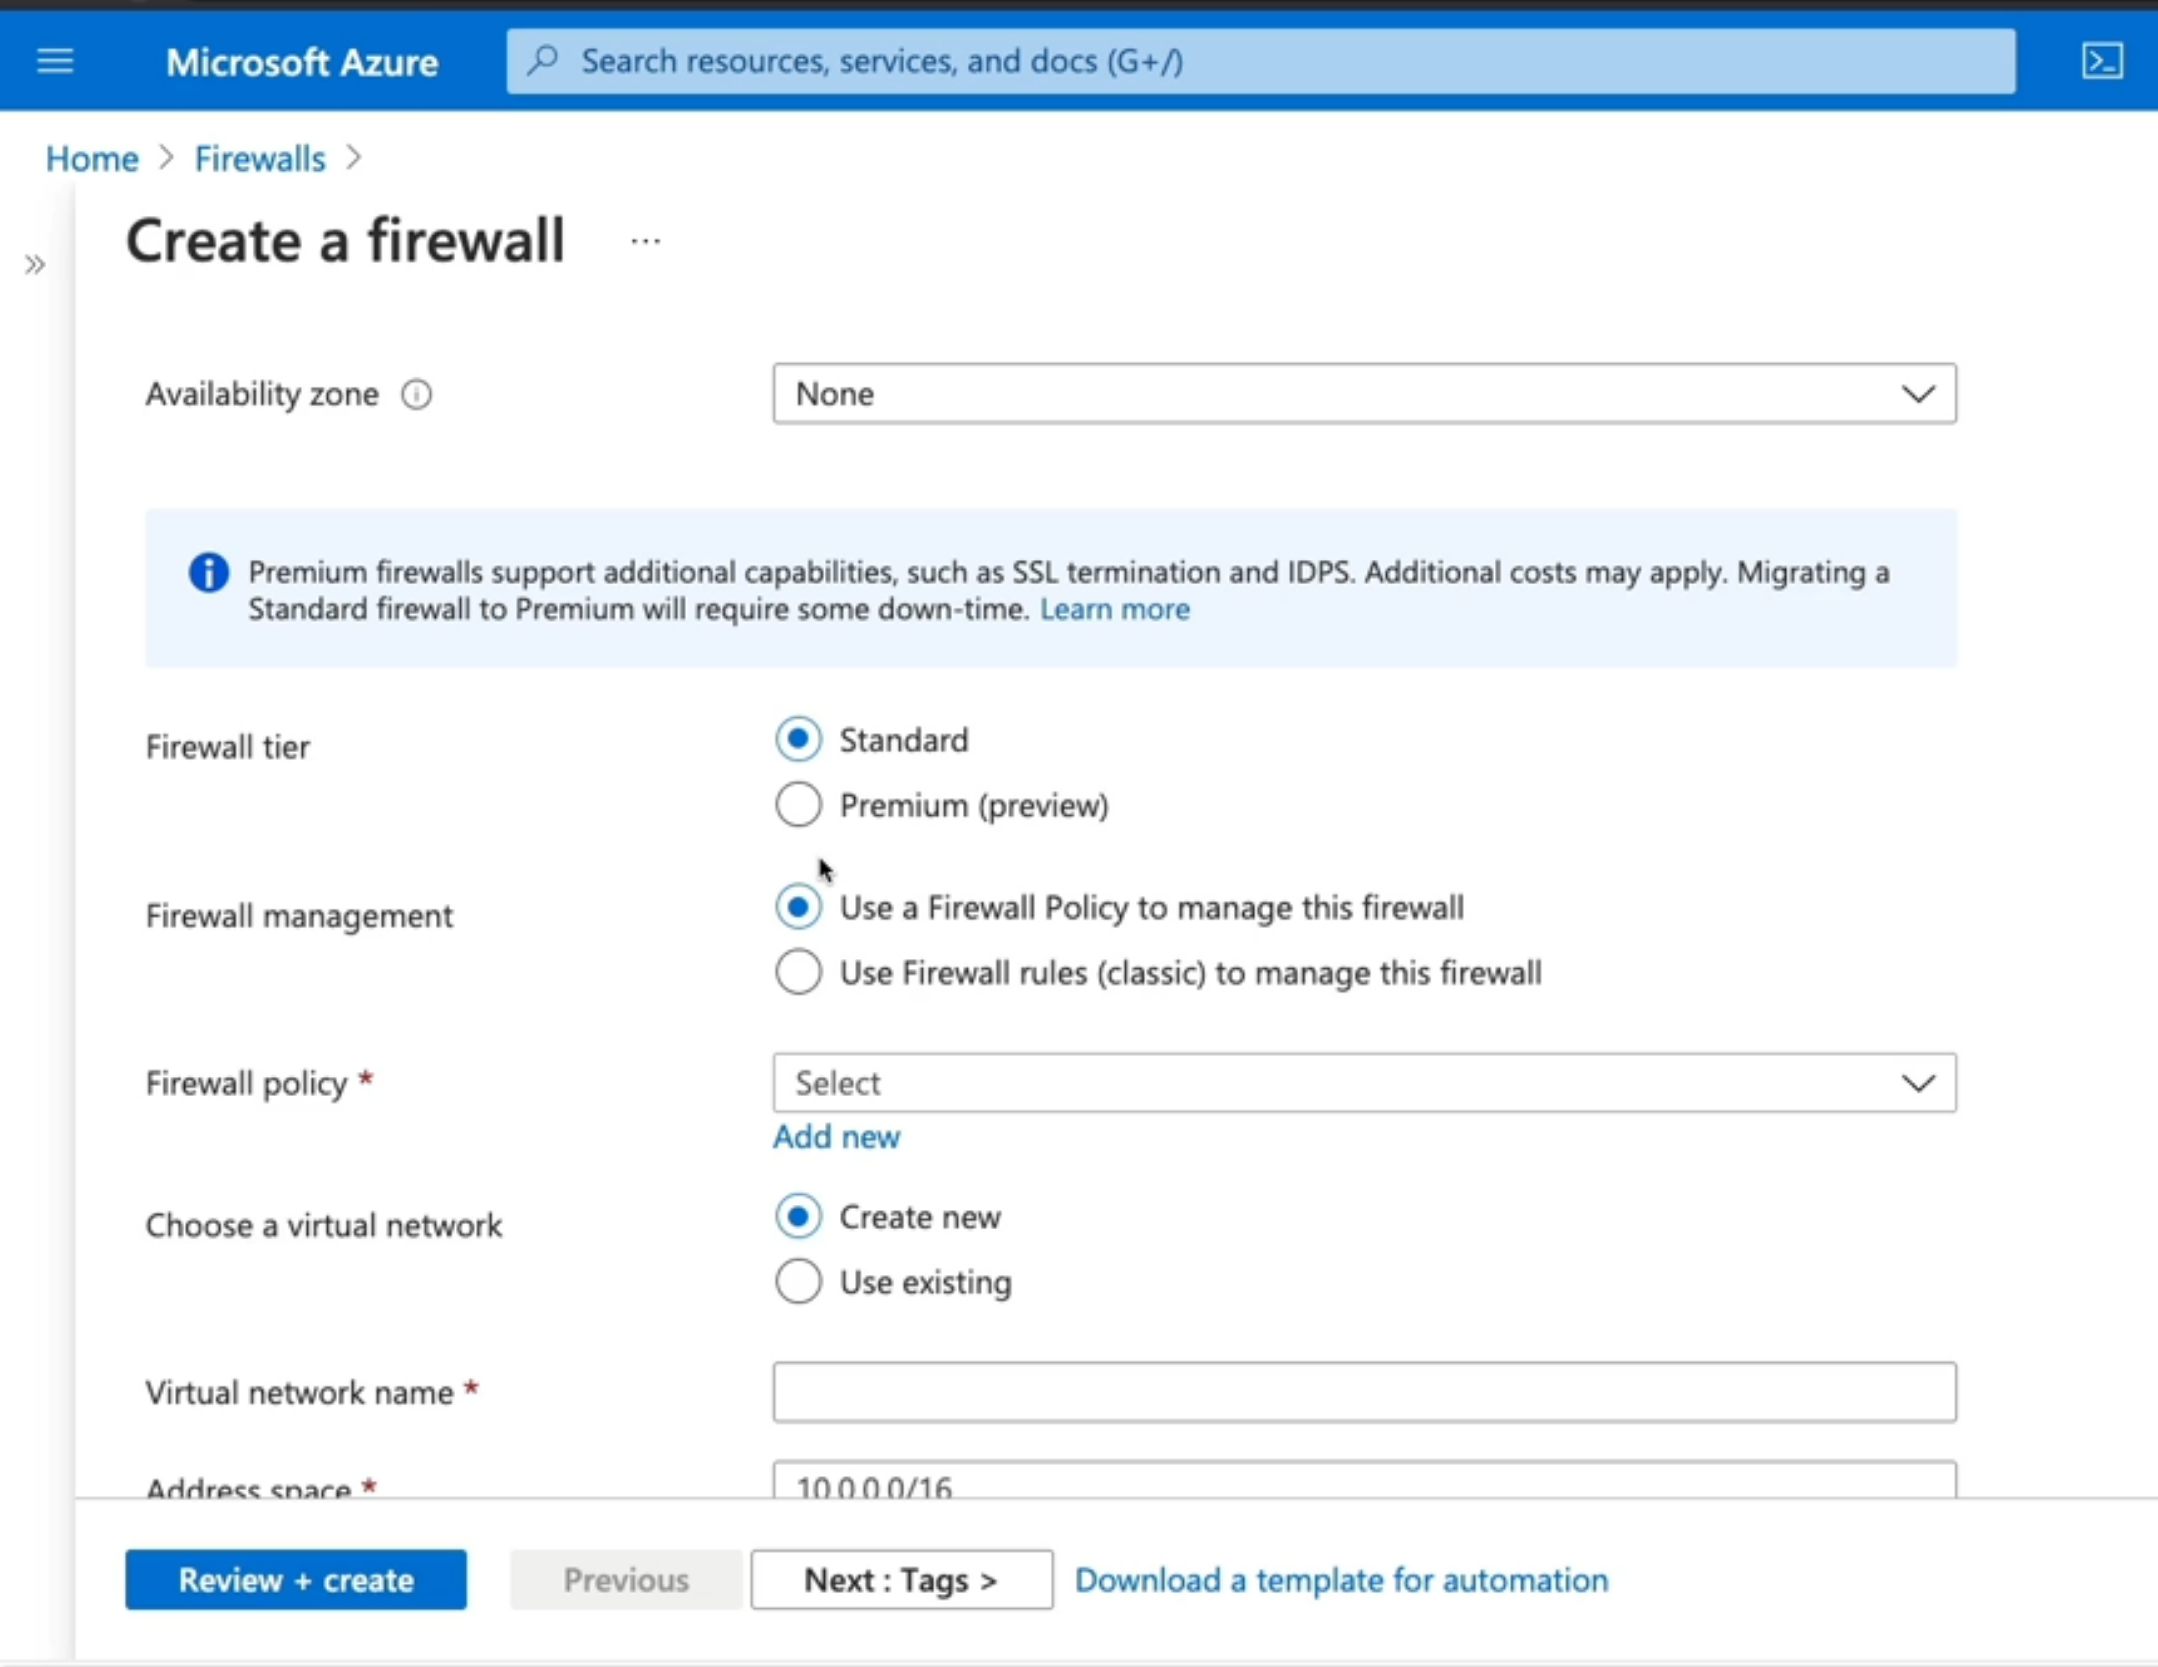 Microsoft Azure
Search resources, services, and docs (G+/)
Home > Firewalls >
Create a firewall ...
Availability zone
None
Premium firewalls support additional capabilities, such as SSL termination and IDPS. Additional costs may apply. Migrating a
Standard firewall to Premium will require some down-time. Learn more
Firewall tier
Standard
Premium (preview)
Firewall management
Use a Firewall Policy to manage this firewall
Use Firewall rules (classic) to manage this firewall
Firewall policy *
Select
Add new
Choose a virtual network
Create new
Use existing
Virtual network name *
Address space *
10.0.0.0/16
Review + create
Previous
Next : Tags >
Download a template for automation